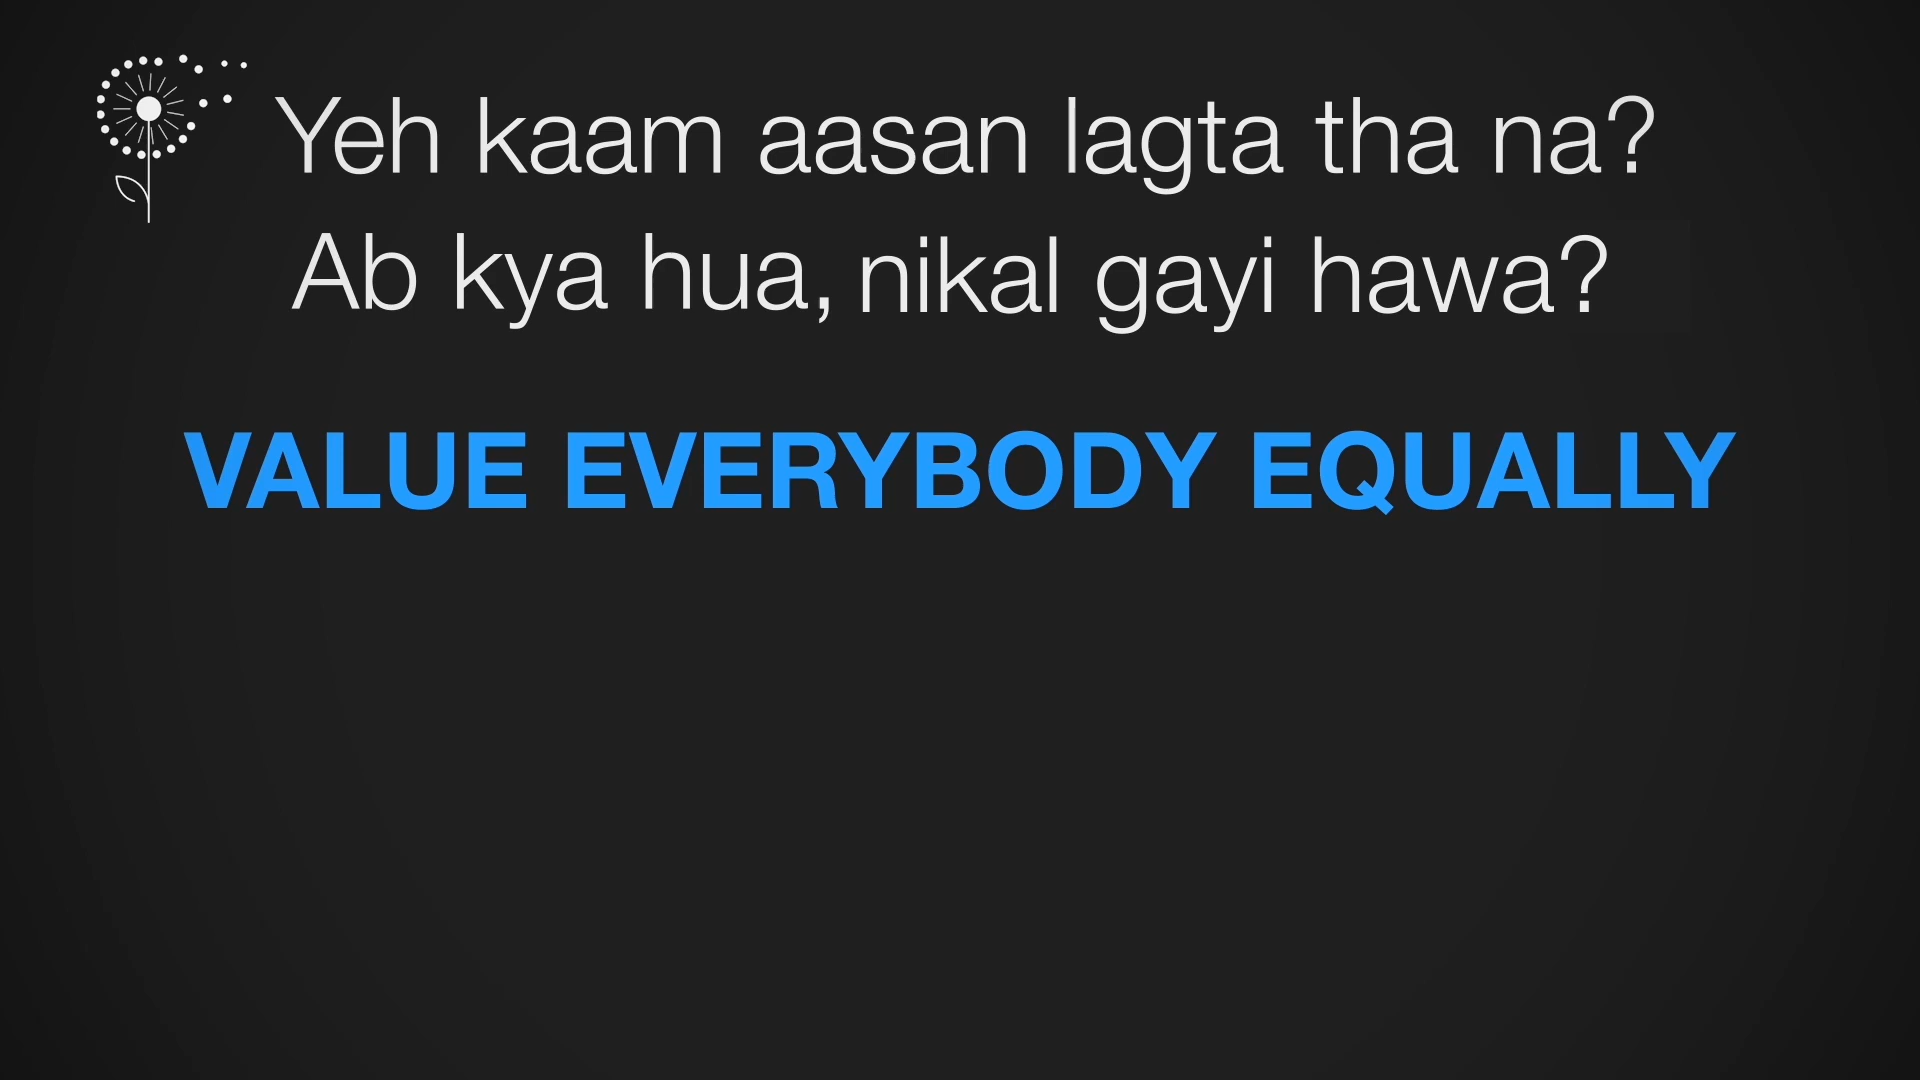 Yeh kaam aasan lagta tha na?
Ab kya hua, nikal gayi hawa?
VALUE EVERYBODY EQUALLY